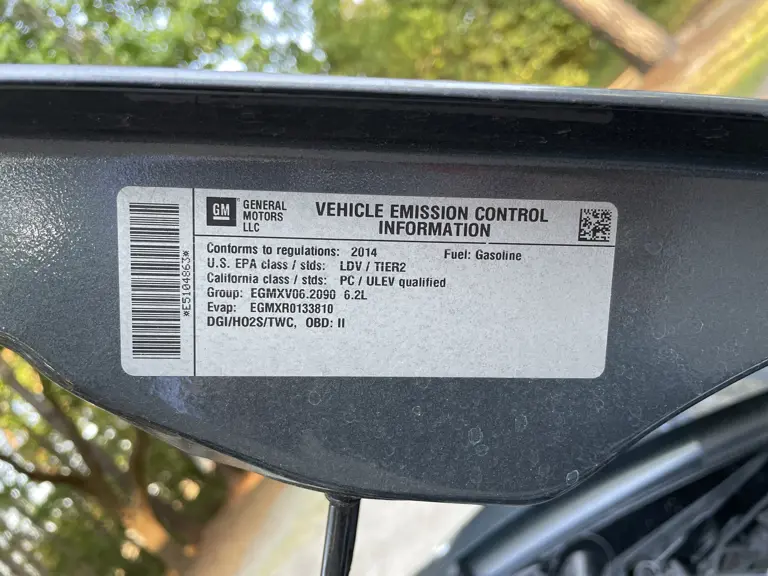 GM
GENERAL
MOTORS
LLC
VEHICLE EMISSION CONTROL
INFORMATION
Conforms to regulations: 2014 Fuel: Gasoline
U.S. EPA class / stds: LDV / TIER2
California class / stds: PC / ULEV qualified
Group: EGMXV06.2090 6.2L
Evap: EGMXR0133810
DGI/HO2S/TWC, OBD: II
*E5104863*